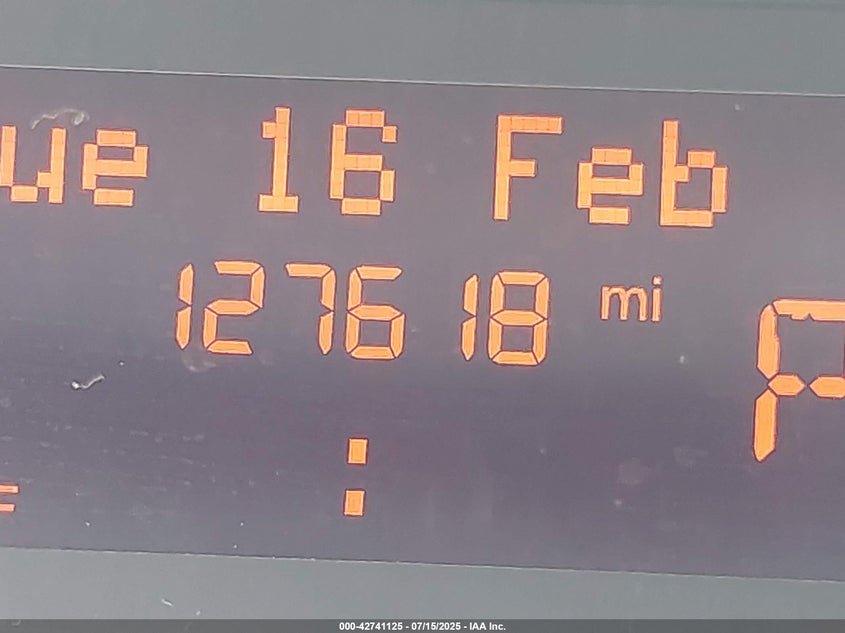 ue 16 Feb
127618 mi
P
:
000-42741125 - 07/15/2025 - IAA Inc.